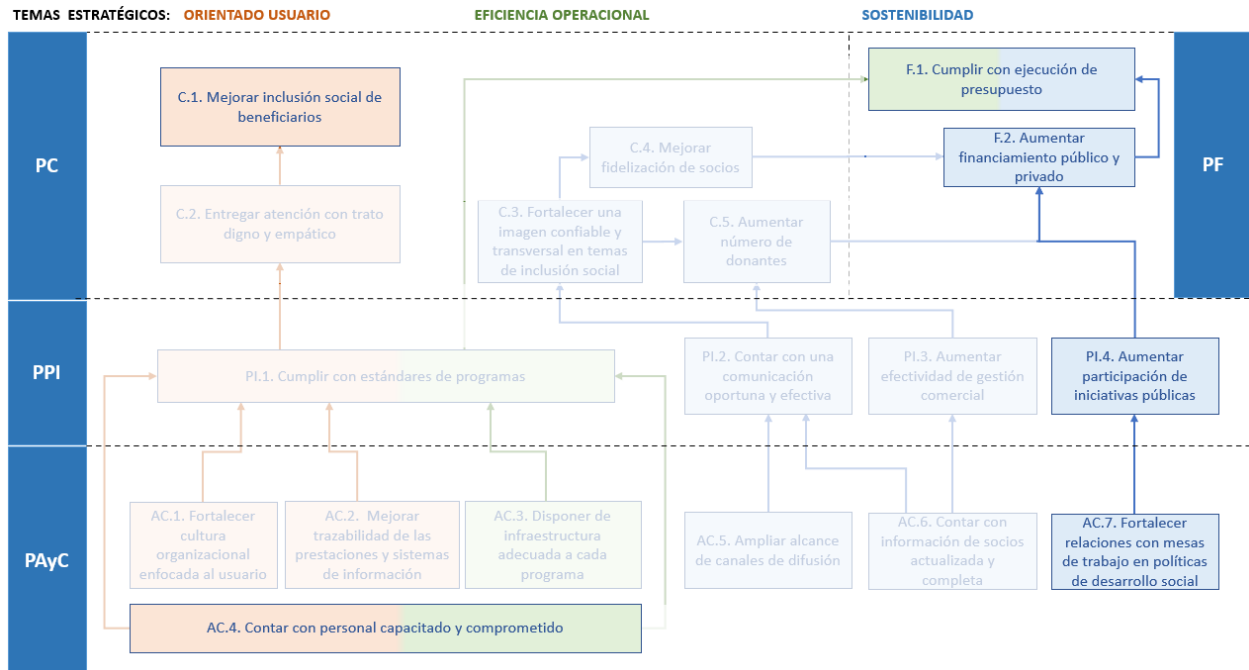 TEMAS ESTRATÉGICOS: ORIENTADO USUARIO EFICIENCIA OPERACIONAL SOSTENIBILIDAD
PC
C.1. Mejorar inclusión social de
beneficiarios
C.2. Entregar atención con trato
digno y empático
C.3. Fortalecer una
imagen confiable y
transversal en temas
de inclusión social
C.4. Mejorar
fidelización de socios
C.5. Aumentar
número de
donantes
F.1. Cumplir con ejecución de
presupuesto
F.2. Aumentar
financiamiento público y
privado
PF
PPI
PI.1. Cumplir con estándares de programas
PI.2. Contar con una
comunicación
oportuna y efectiva
PI.3. Aumentar
efectividad de gestión
comercial
PI.4. Aumentar
participación de
iniciativas públicas
PAyC
AC.1. Fortalecer
cultura
organizacional
enfocada al usuario
AC.2. Mejorar
trazabilidad de las
prestaciones y sistemas
de información
AC.3. Disponer de
infraestructura
adecuada a cada
programa
AC.5. Ampliar alcance
de canales de difusión
AC.6. Contar con
información de socios
actualizada y
completa
AC.7. Fortalecer
relaciones con mesas
de trabajo en políticas
de desarrollo social
AC.4. Contar con personal capacitado y comprometido